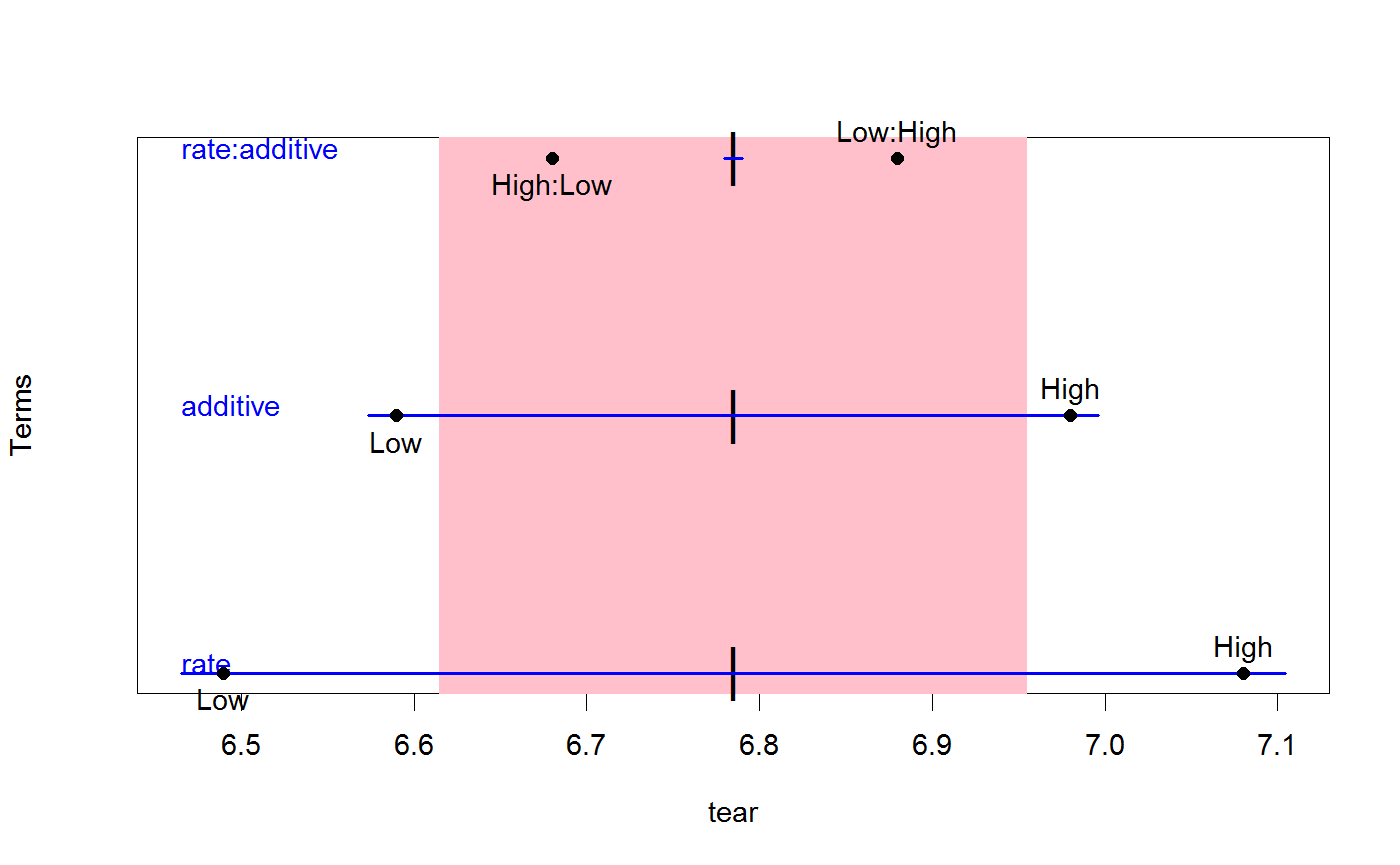 Low:High
rate:additive
High:Low
High
additive
Low
High
rate
Low
6.5 6.6 6.7 6.8 6.9 7.0 7.1
tear
Terms